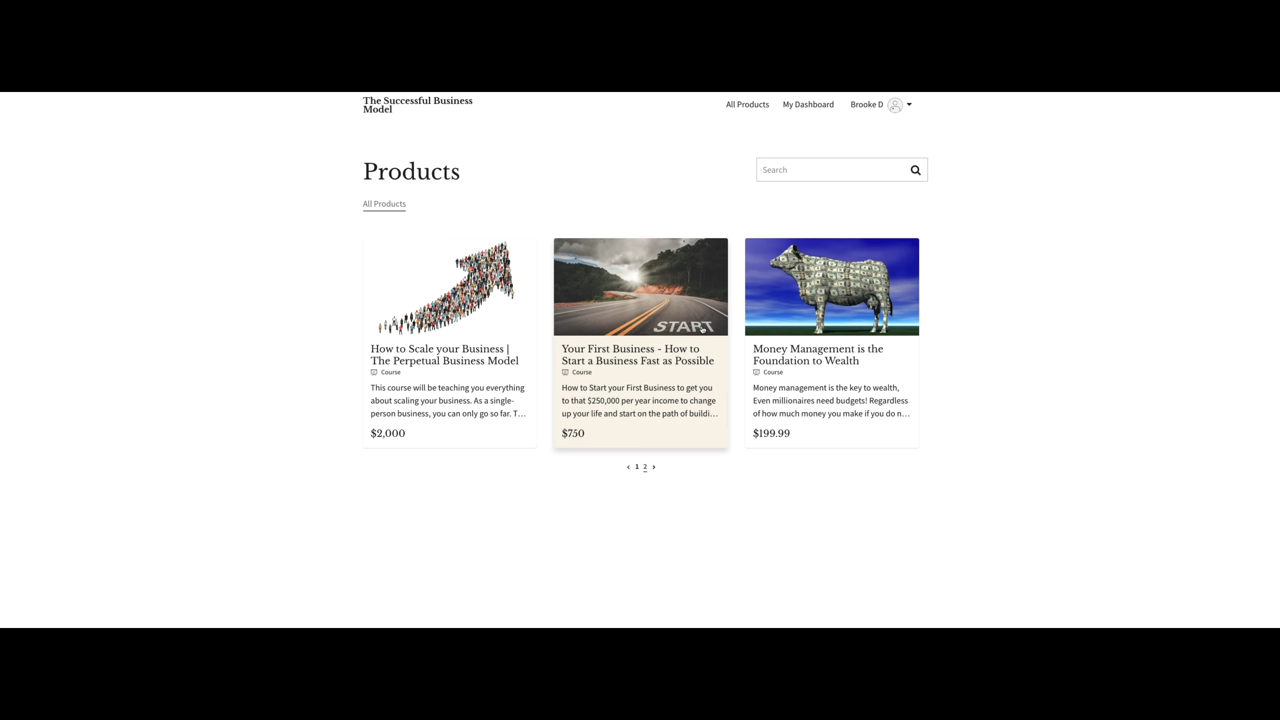 The Successful Business
Model
All Products
My Dashboard
Brooke D
Products
Search
All Products
START
How to Scale your Business |
The Perpetual Business Model
Course
This course will be teaching you everything
about scaling your business. As a single-
person business, you can only go so far. T...
$2,000
Your First Business - How to
Start a Business Fast as Possible
Course
How to Start your First Business to get you
to that $250,000 per year income to change
up your life and start on the path of buildi...
$750
Money Management is the
Foundation to Wealth
Course
Money management is the key to wealth,
Even millionaires need budgets! Regardless
of how much money you make if you do n...
$199.99
‹ 1 2 ›